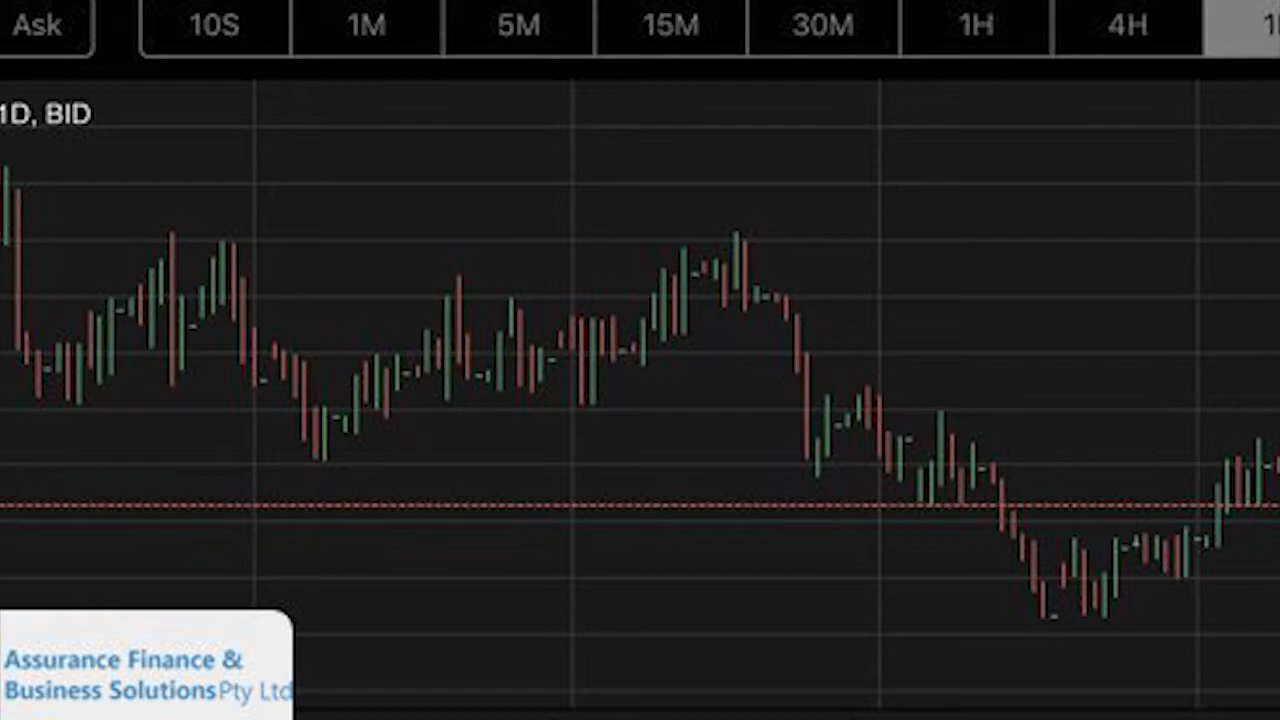 Ask 10S 1M 5M 15M 30M 1H 4H
1D, BID
Assurance Finance &
Business Solutions Pty Ltd